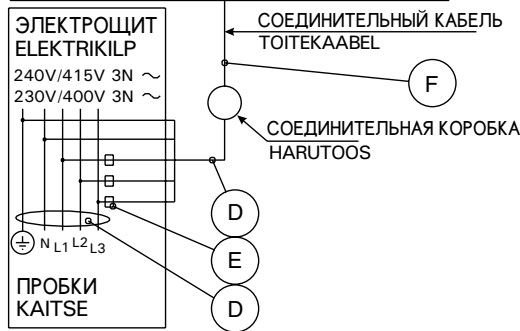 ЭЛЕКТРОЩИТ
ELEKTRIKILP
240V/415V 3N ~
230V/400V 3N ~
СОЕДИНИТЕЛЬНЫЙ КАБЕЛЬ
TOITEKAABEL
F
СОЕДИНИТЕЛЬНАЯ КОРОБКА
HARUTOOS
D
E
D
N L1 L2 L3
ПРОБКИ
KAITSE